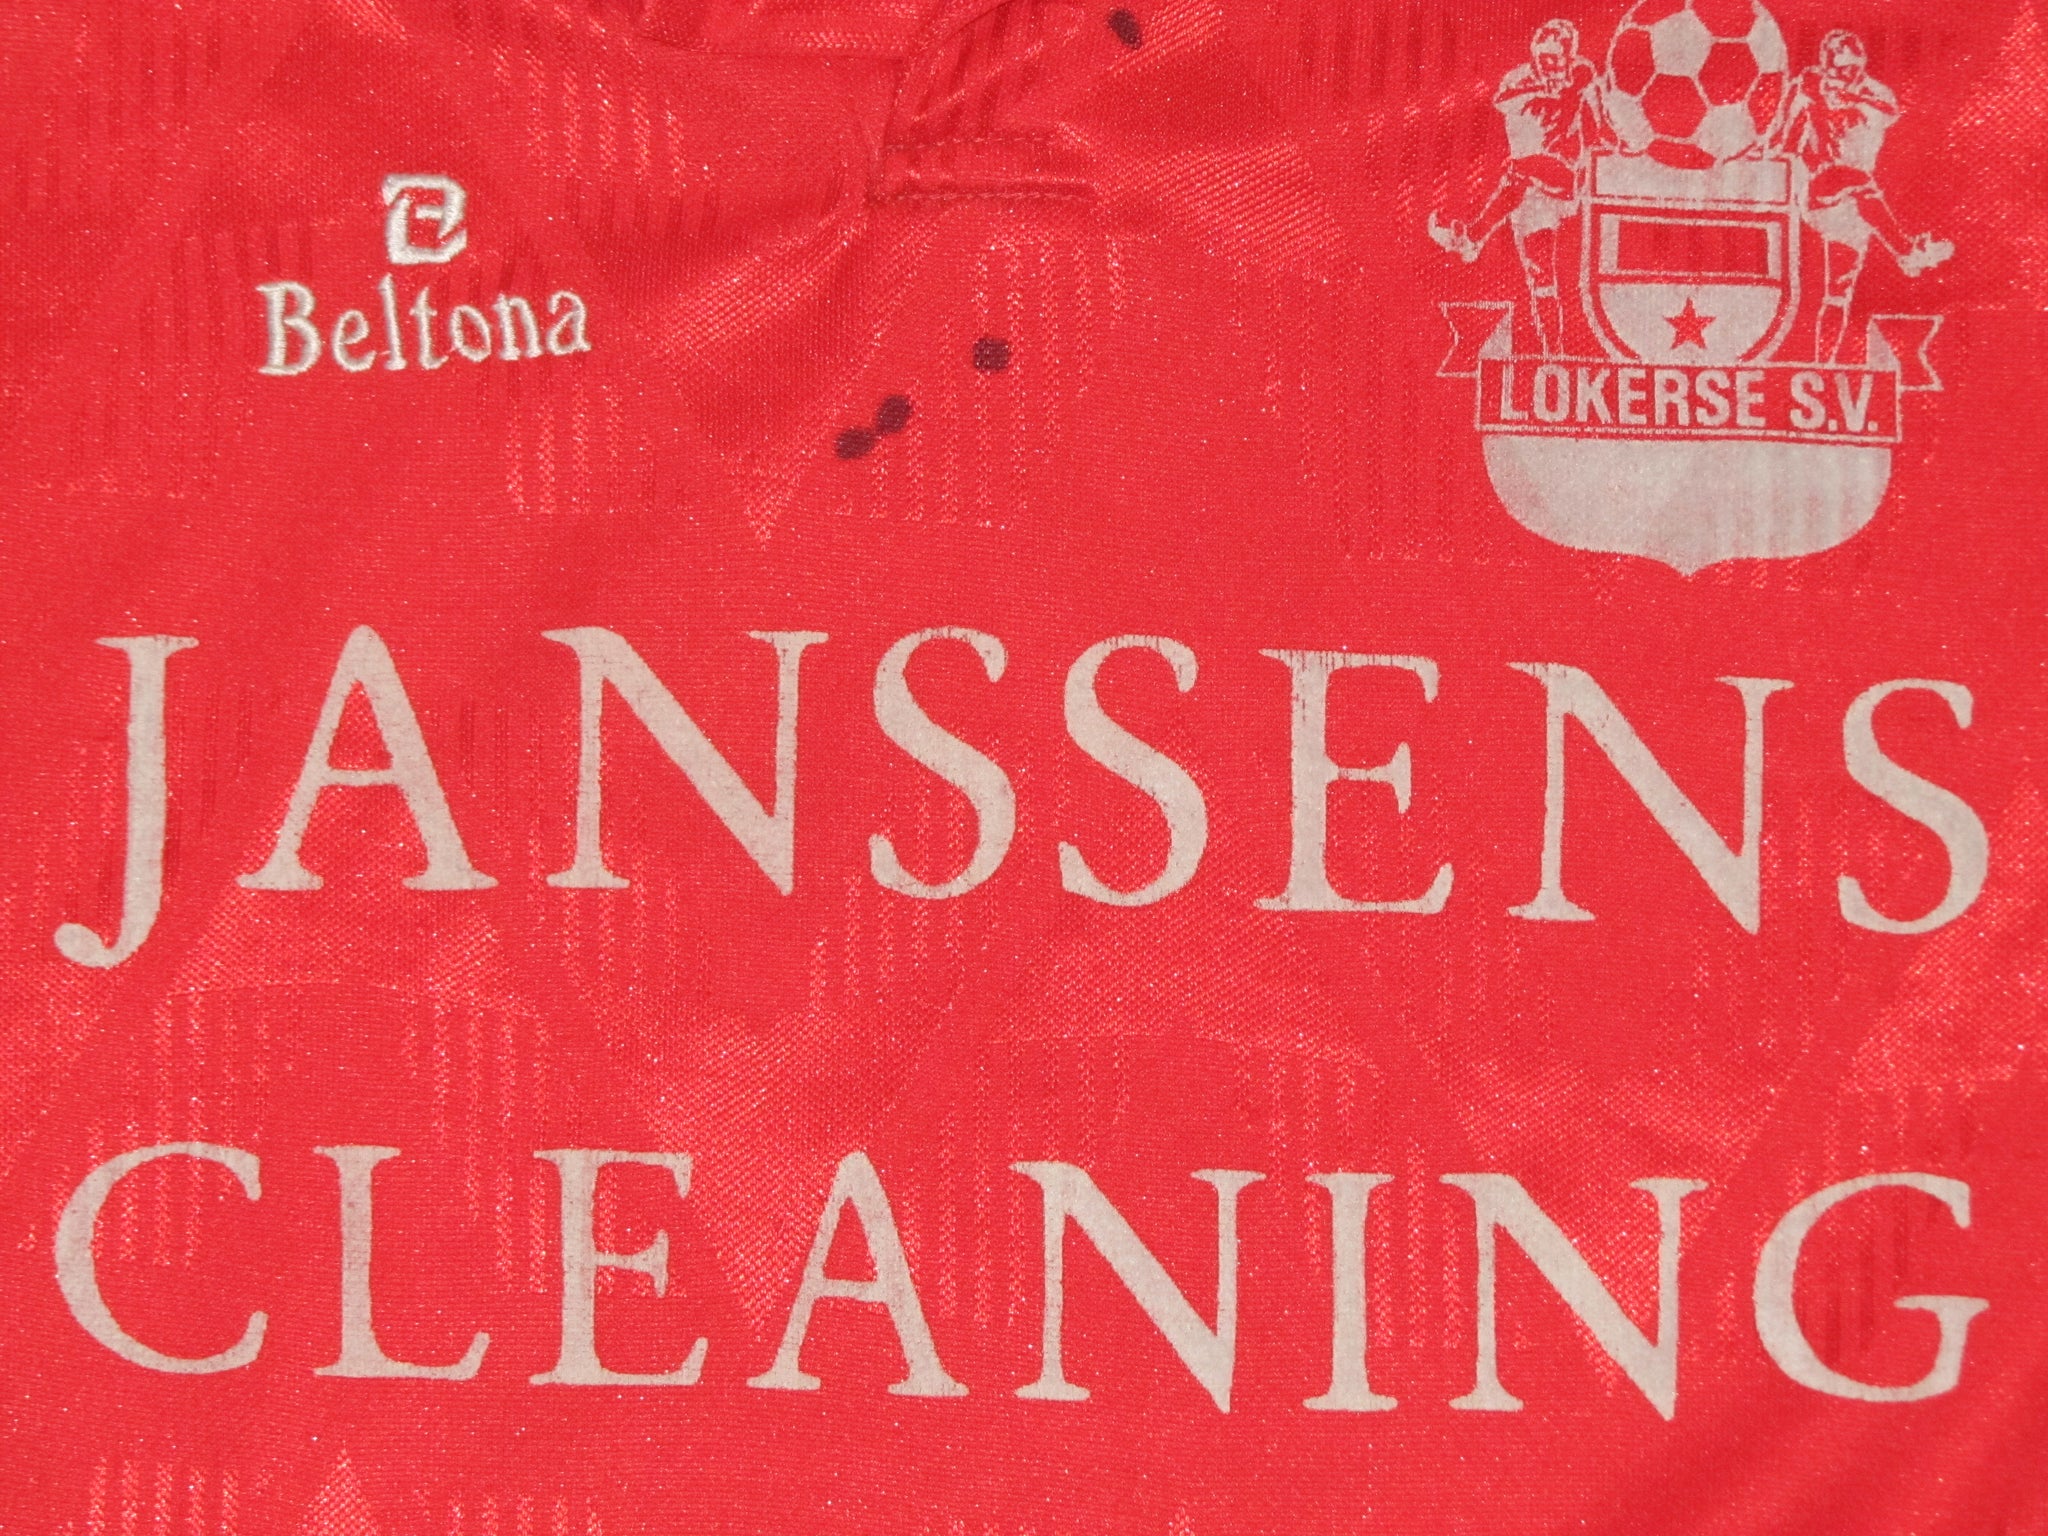 Beltona
LOKERSE S.V.
JANSSENS
CLEANING